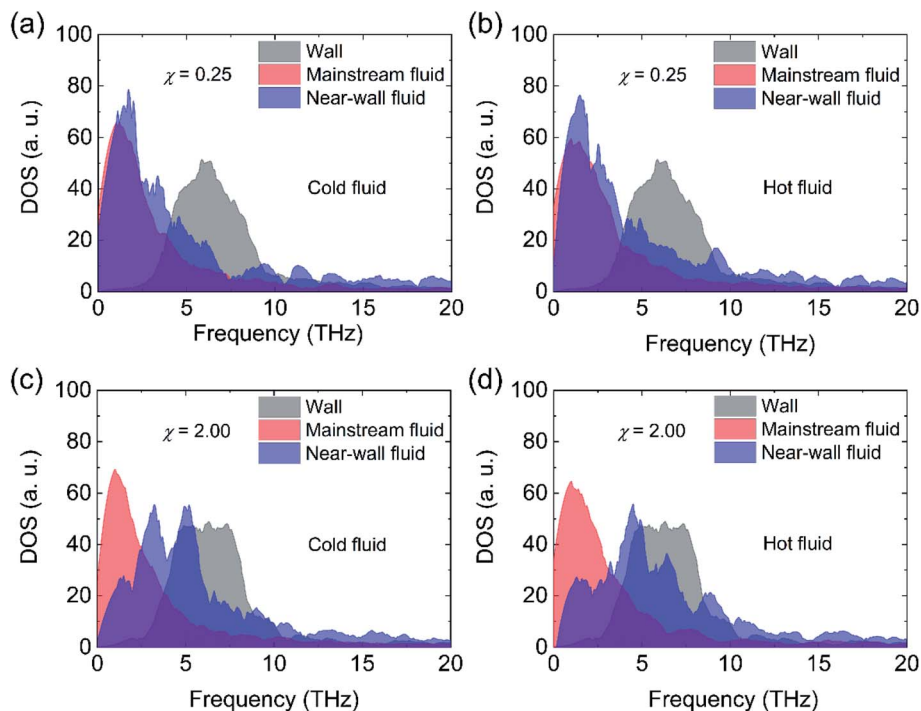 (a)
100
80
60
40
20
0
DOS (a. u.)
χ = 0.25
Wall
Mainstream fluid
Near-wall fluid
Cold fluid
0 5 10 15 20
Frequency (THz)
(b)
100
80
60
40
20
0
DOS (a. u.)
χ = 0.25
Wall
Mainstream fluid
Near-wall fluid
Hot fluid
0 5 10 15 20
Frequency (THz)
(c)
100
80
60
40
20
0
DOS (a. u.)
χ = 2.00
Wall
Mainstream fluid
Near-wall fluid
Cold fluid
0 5 10 15 20
Frequency (THz)
(d)
100
80
60
40
20
0
DOS (a. u.)
χ = 2.00
Wall
Mainstream fluid
Near-wall fluid
Hot fluid
0 5 10 15 20
Frequency (THz)